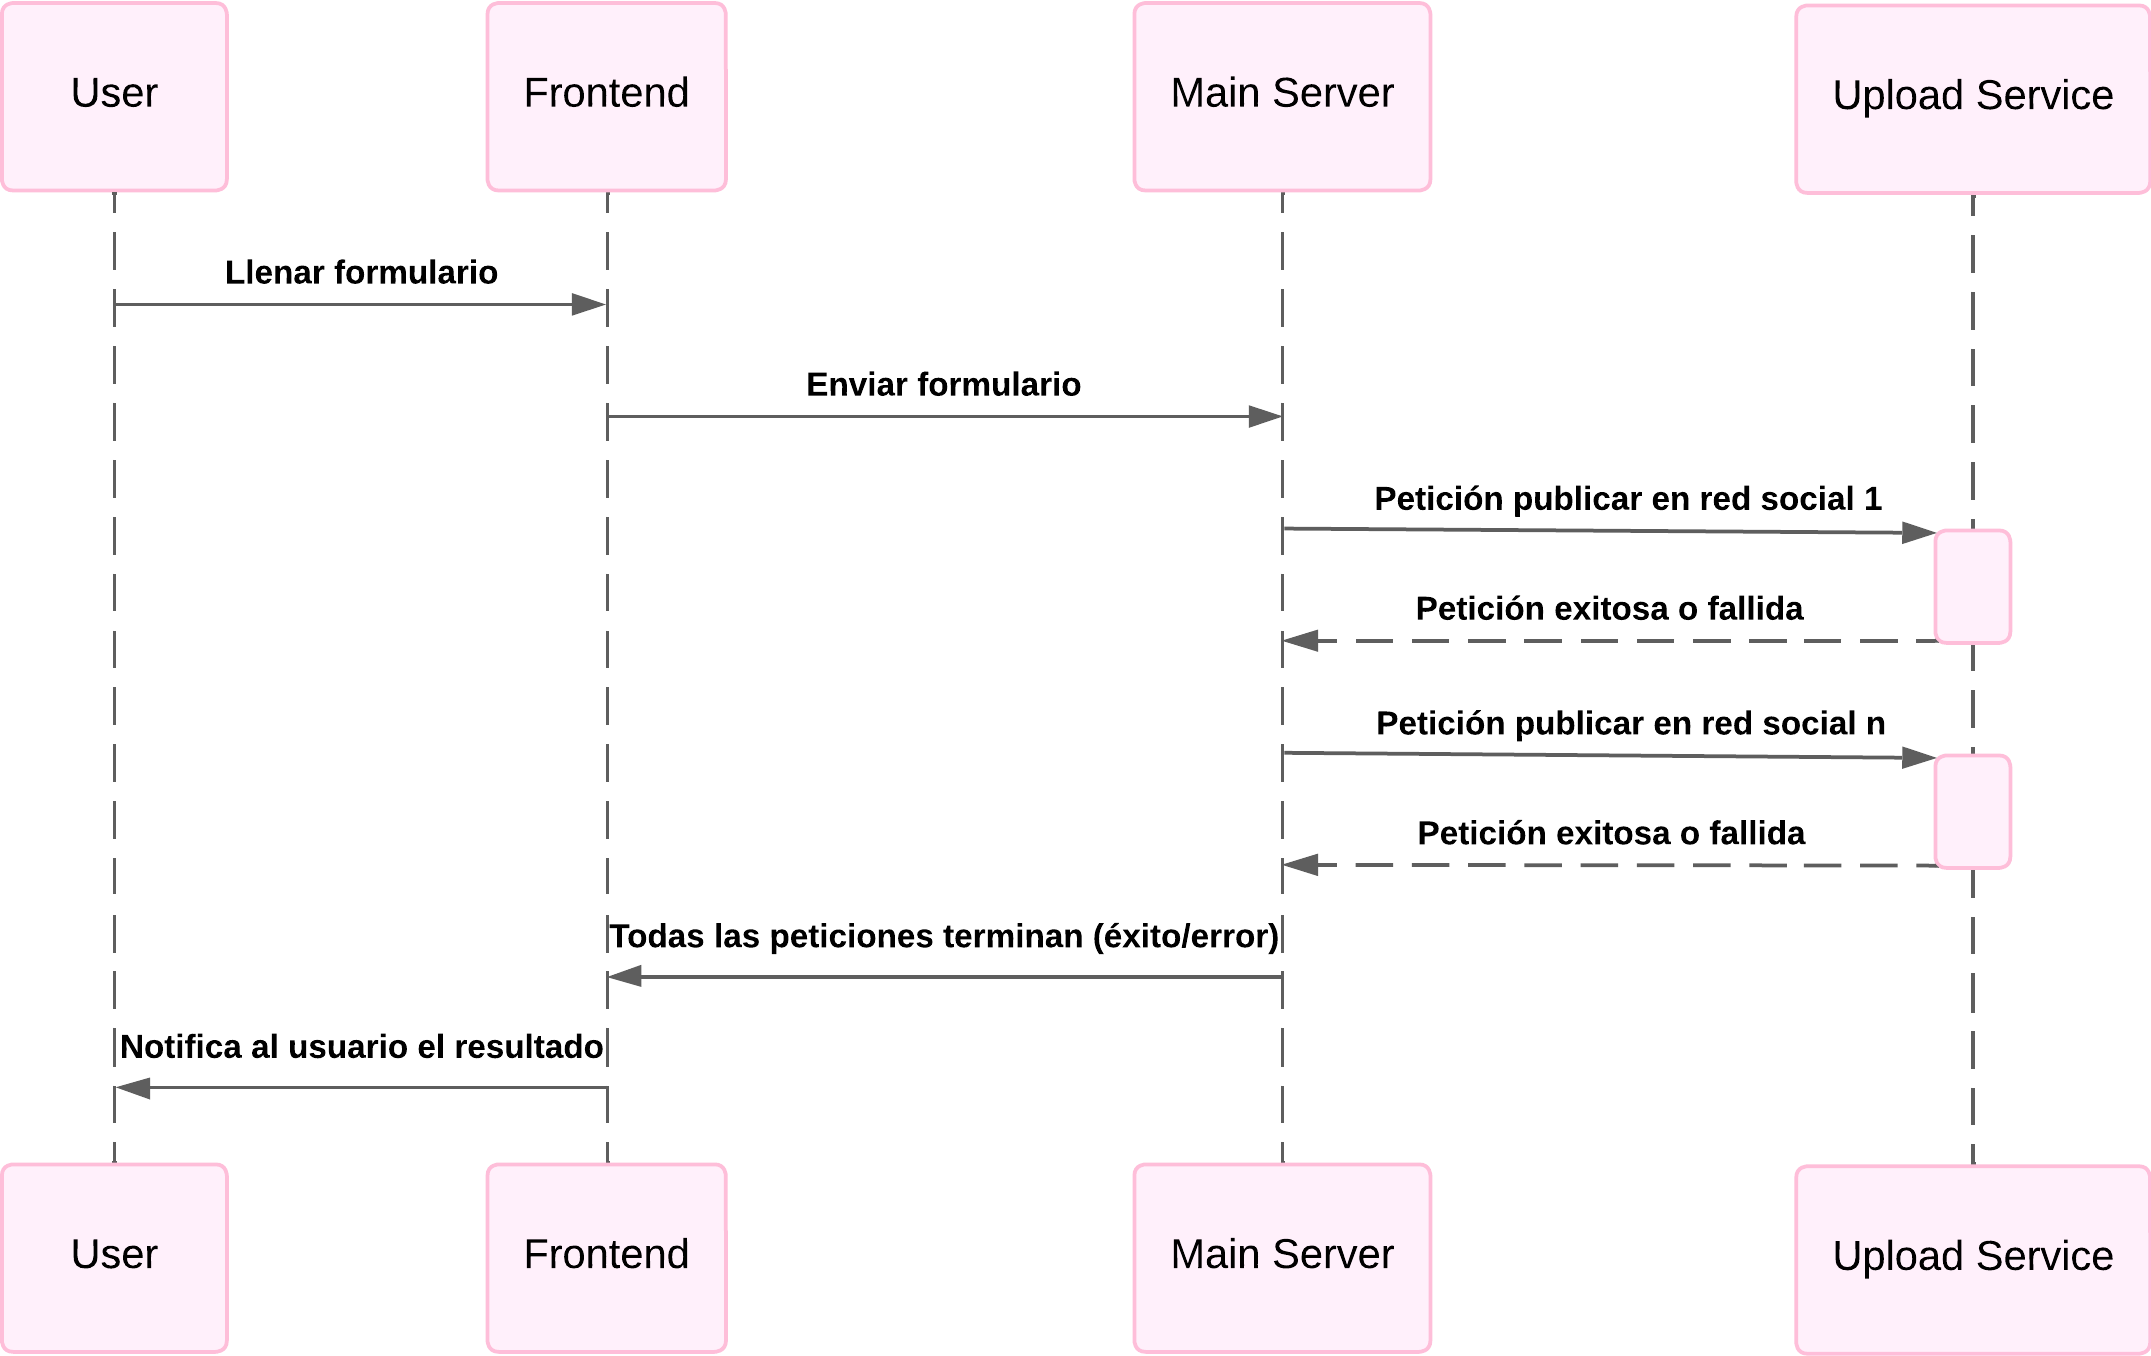 User
Frontend
Main Server
Upload Service
Llenar formulario
Enviar formulario
Petición publicar en red social 1
Petición exitosa o fallida
Petición publicar en red social n
Petición exitosa o fallida
Todas las peticiones terminan (éxito/error)
Notifica al usuario el resultado
User
Frontend
Main Server
Upload Service